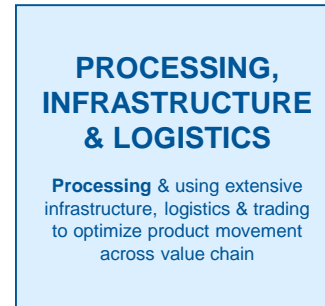 PROCESSING,
INFRASTRUCTURE
& LOGISTICS
Processing & using extensive
infrastructure, logistics & trading
to optimize product movement
across value chain